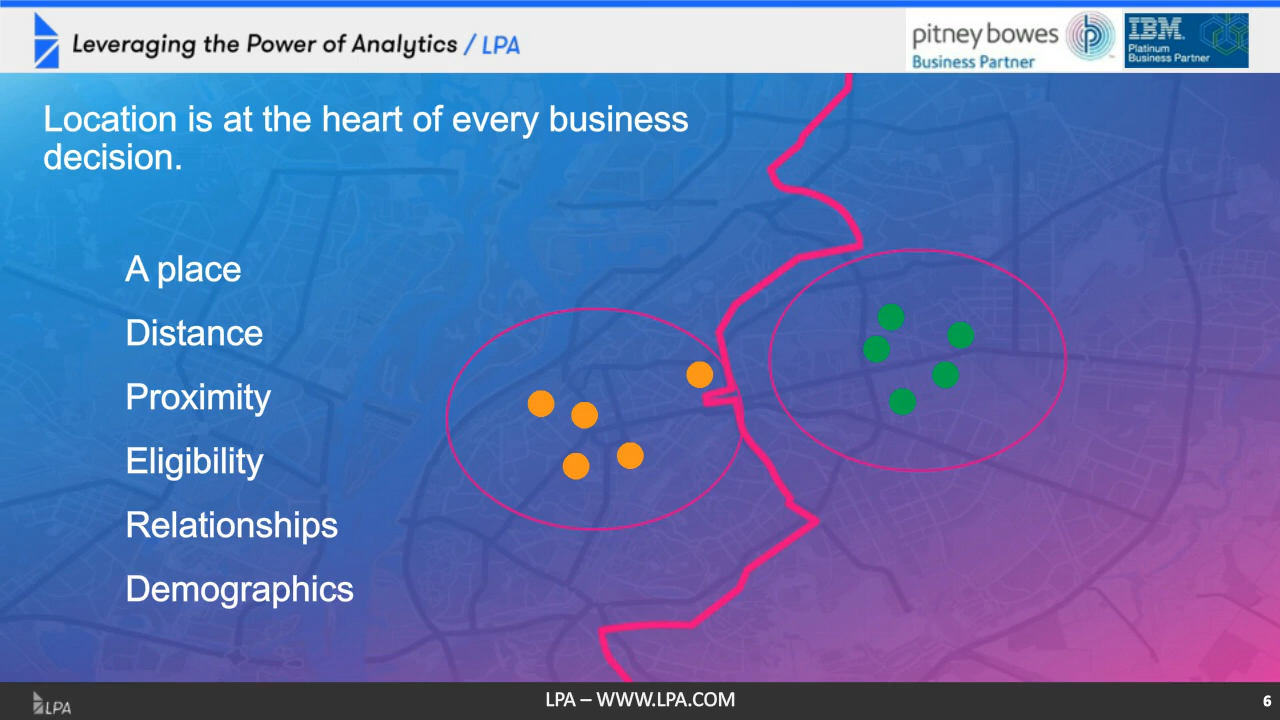 Leveraging the Power of Analytics / LPA
pitney bowes
Business Partner
IBM
Platinum
Business Partner
Location is at the heart of every business
decision.
A place
Distance
Proximity
Eligibility
Relationships
Demographics
LPA
LPA – WWW.LPA.COM
6